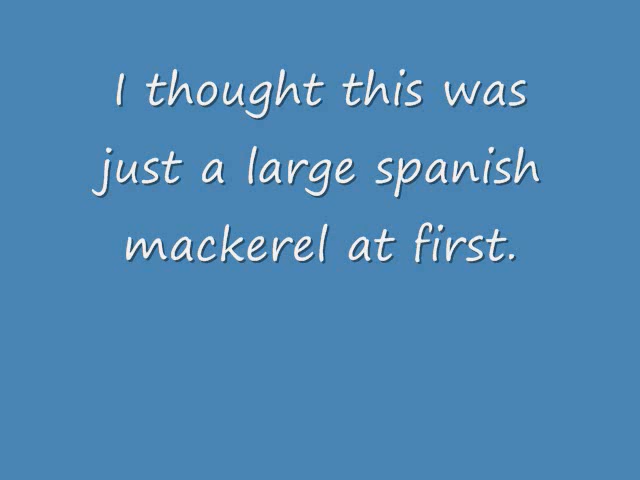 I thought this was
just a large spanish
mackerel at first.